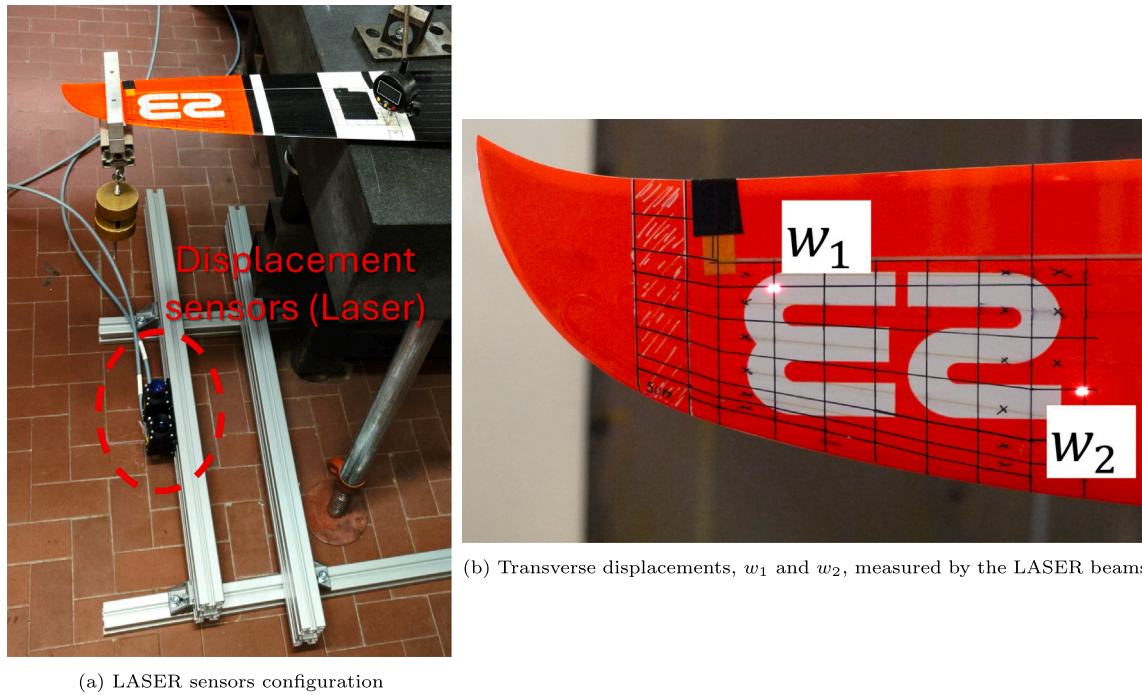 Displacement
sensors (Laser)
(a) LASER sensors configuration
w₁
w₂
(b) Transverse displacements, w₁ and w₂, measured by the LASER beams